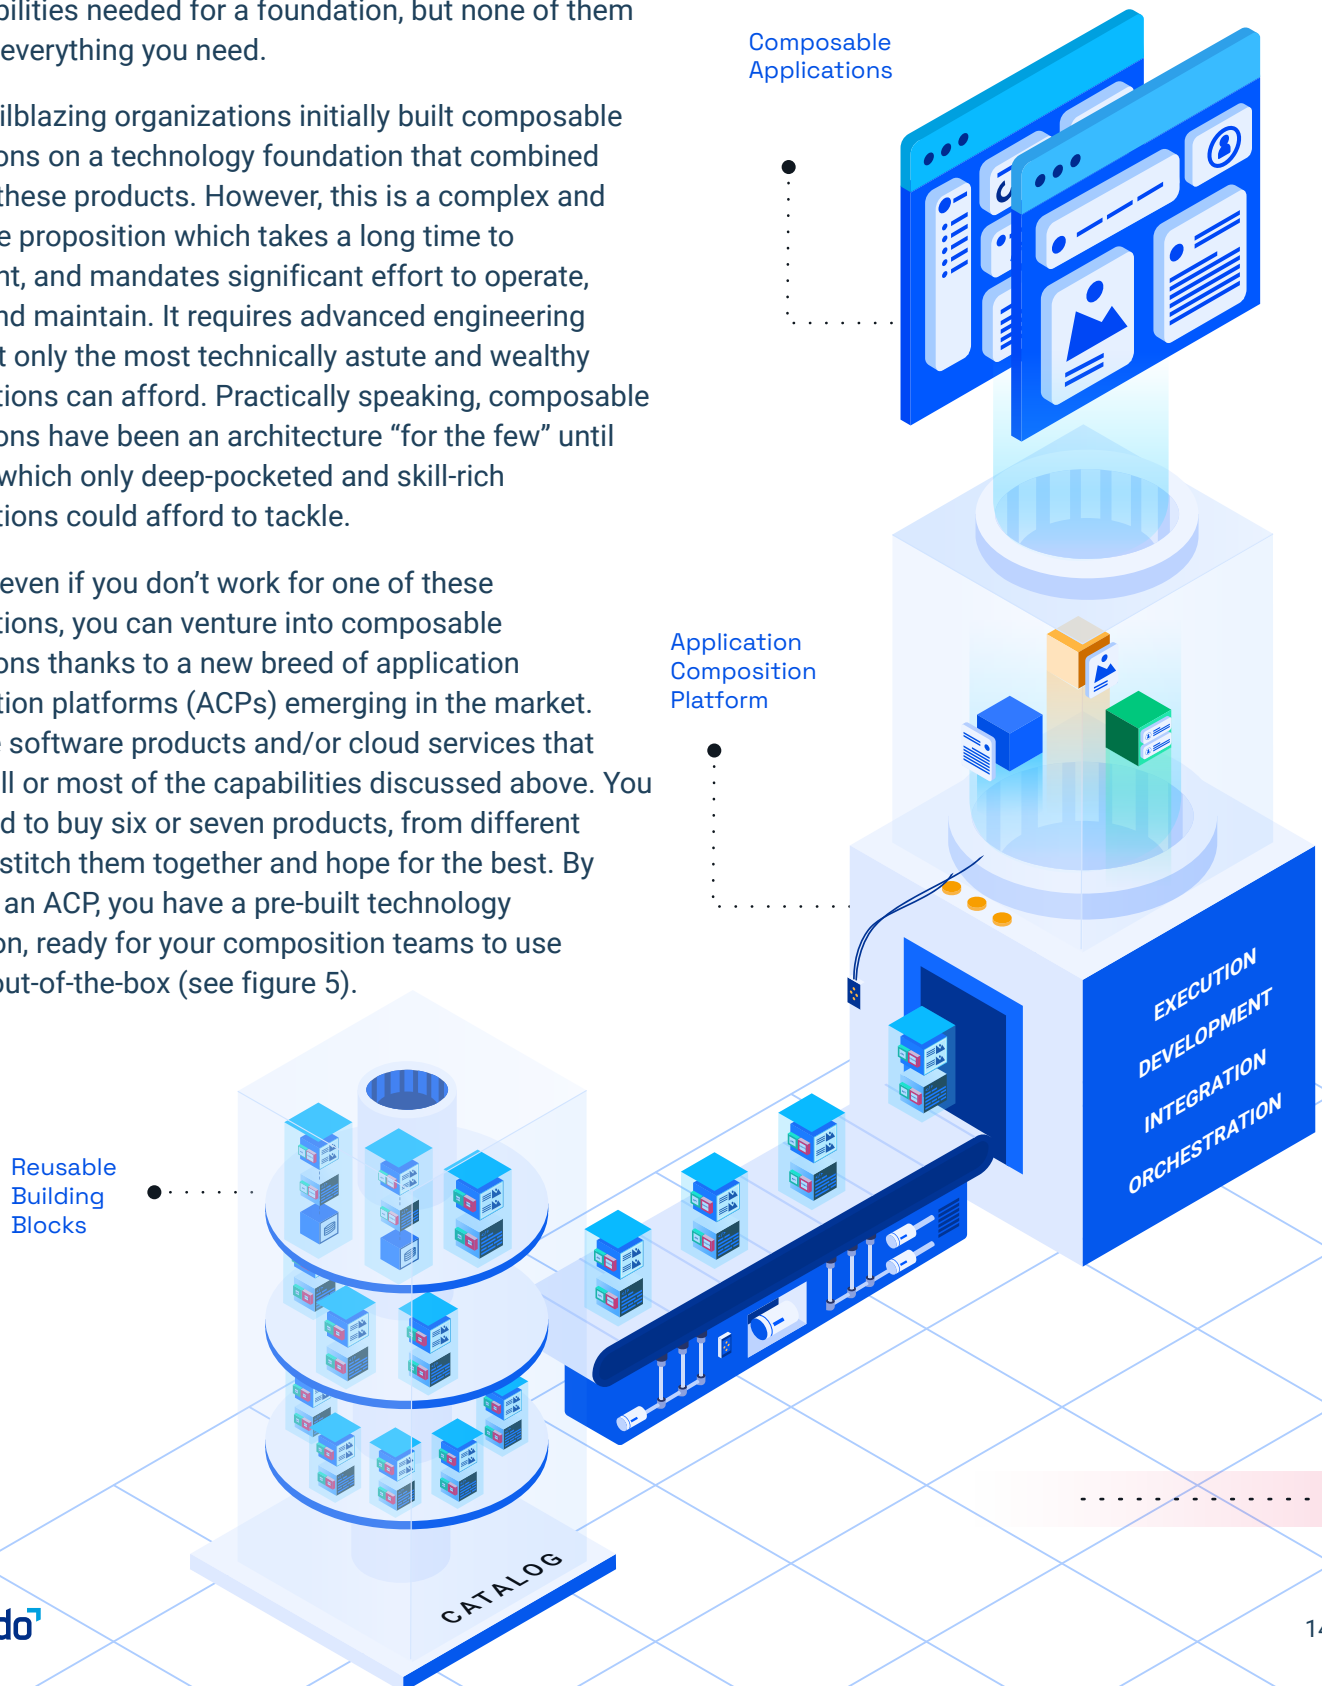 bilities needed for a foundation, but none of them
everything you need.
ilblazing organizations initially built composable
ons on a technology foundation that combined
these products. However, this is a complex and
e proposition which takes a long time to
nt, and mandates significant effort to operate,
nd maintain. It requires advanced engineering
t only the most technically astute and wealthy
tions can afford. Practically speaking, composable
ons have been an architecture “for the few” until
which only deep-pocketed and skill-rich
tions could afford to tackle.
even if you don’t work for one of these
tions, you can venture into composable
ons thanks to a new breed of application
tion platforms (ACPs) emerging in the market.
e software products and/or cloud services that
ll or most of the capabilities discussed above. You
d to buy six or seven products, from different
stitch them together and hope for the best. By
an ACP, you have a pre-built technology
on, ready for your composition teams to use
out-of-the-box (see figure 5).
Composable
Applications
Application
Composition
Platform
EXECUTION
DEVELOPMENT
INTEGRATION
ORCHESTRATION
Reusable
Building
Blocks
CATALOG
do
14